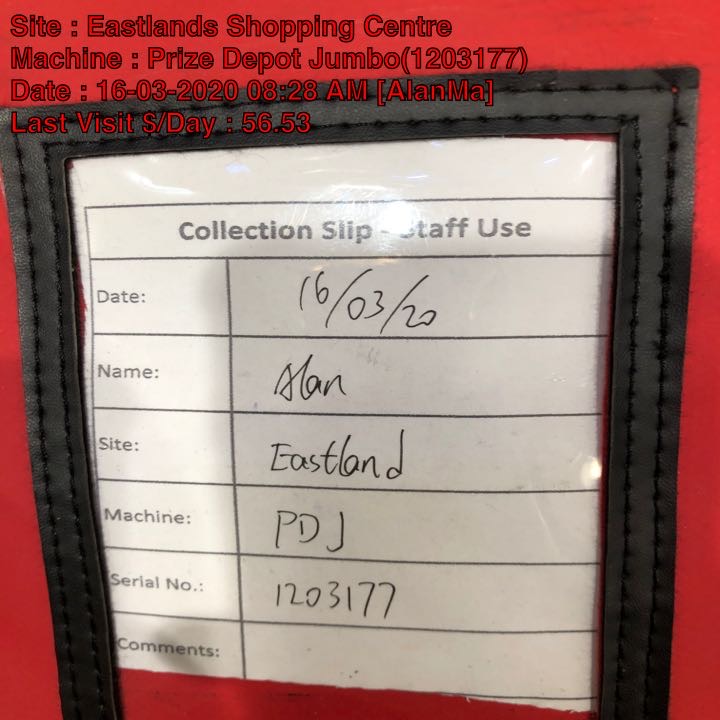 Site : Eastlands Shopping Centre
Machine : Prize Depot Jumbo(1203177)
Date : 16-03-2020 08:28 AM [AlanMa]
Last Visit $/Day : 56.53
Collection Slip - Staff Use
Date: 16/03/20
Name: Alan
Site: Eastland
Machine: PDJ
Serial No.: 1203177
Comments: